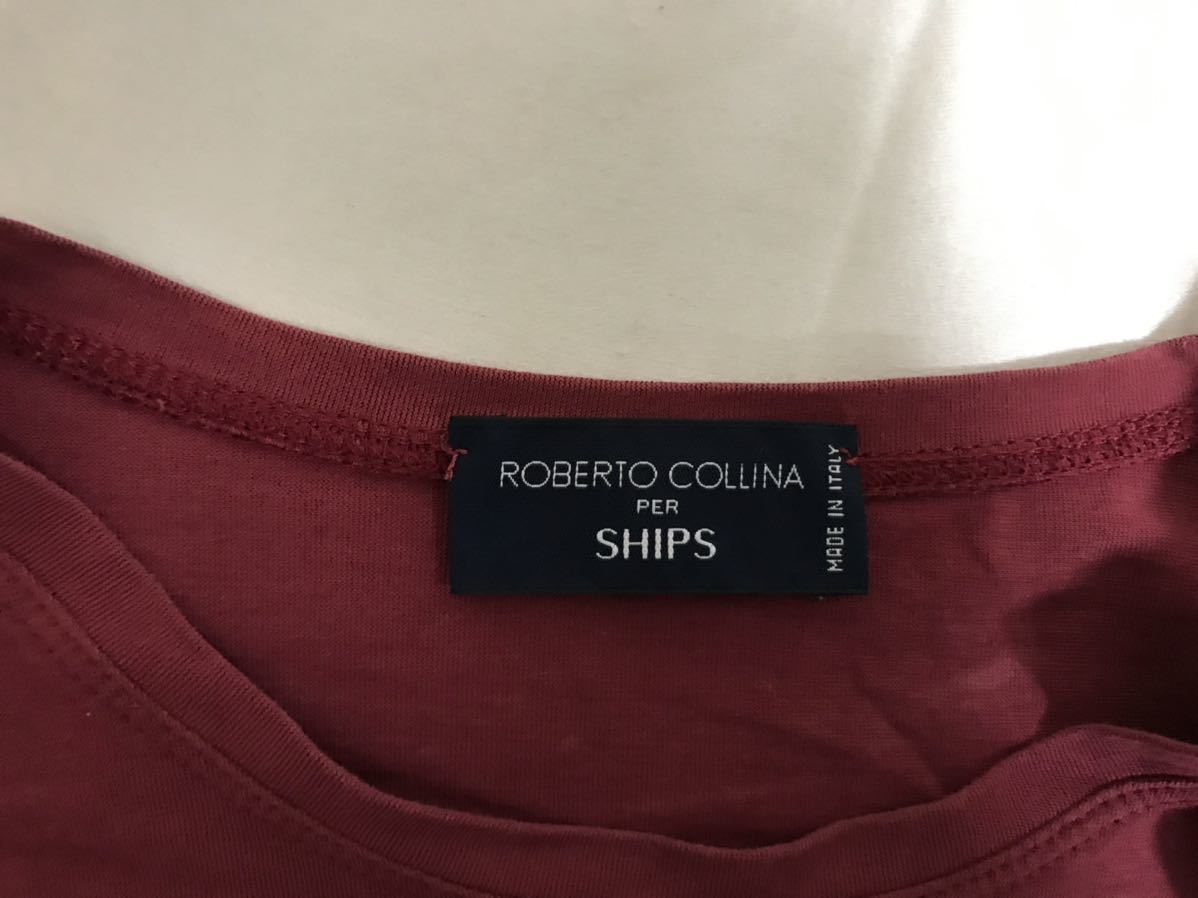 ROBERTO COLLINA
PER
SHIPS
MADE IN ITALY